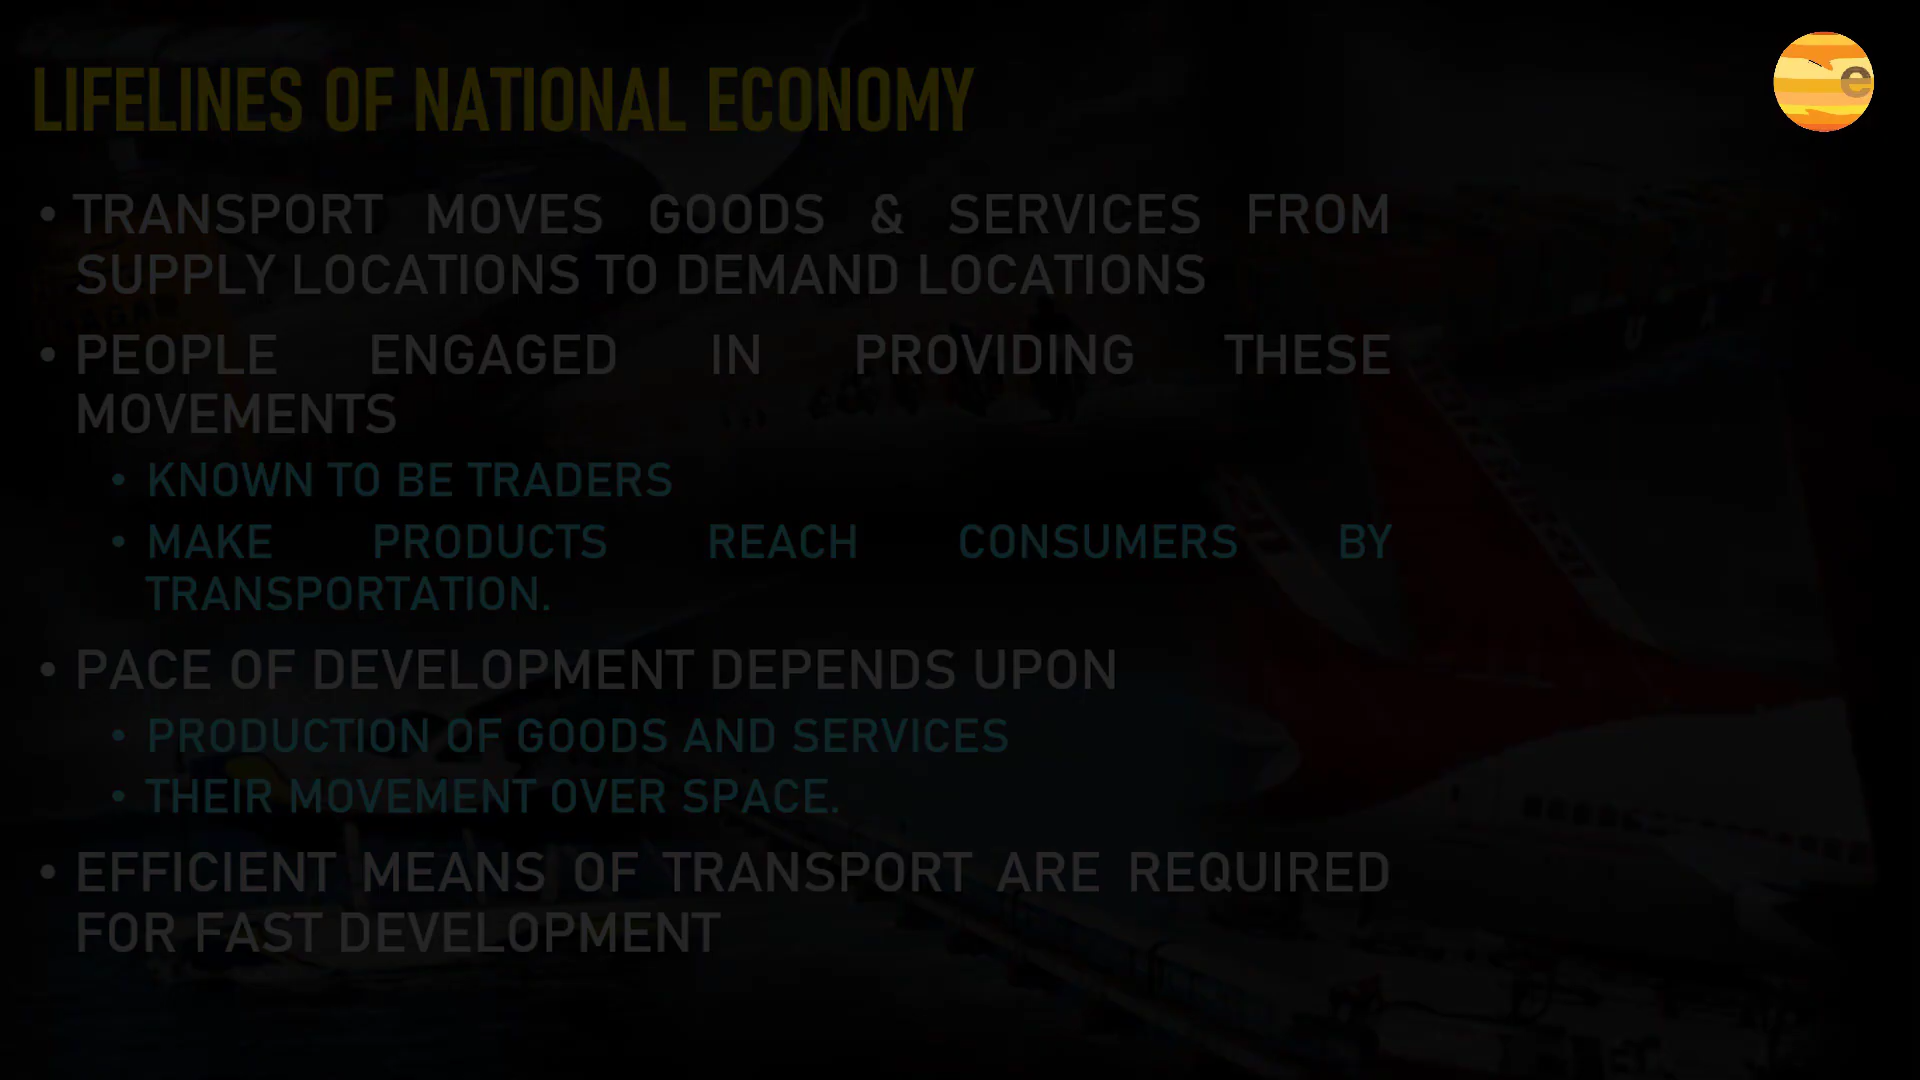 LIFELINES OF NATIONAL ECONOMY
e
• TRANSPORT MOVES GOODS & SERVICES FROM
SUPPLY LOCATIONS TO DEMAND LOCATIONS
• PEOPLE ENGAGED IN PROVIDING THESE
MOVEMENTS
• KNOWN TO BE TRADERS
• MAKE PRODUCTS REACH CONSUMERS BY
TRANSPORTATION.
• PACE OF DEVELOPMENT DEPENDS UPON
• PRODUCTION OF GOODS AND SERVICES
• THEIR MOVEMENT OVER SPACE.
• EFFICIENT MEANS OF TRANSPORT ARE REQUIRED
FOR FAST DEVELOPMENT